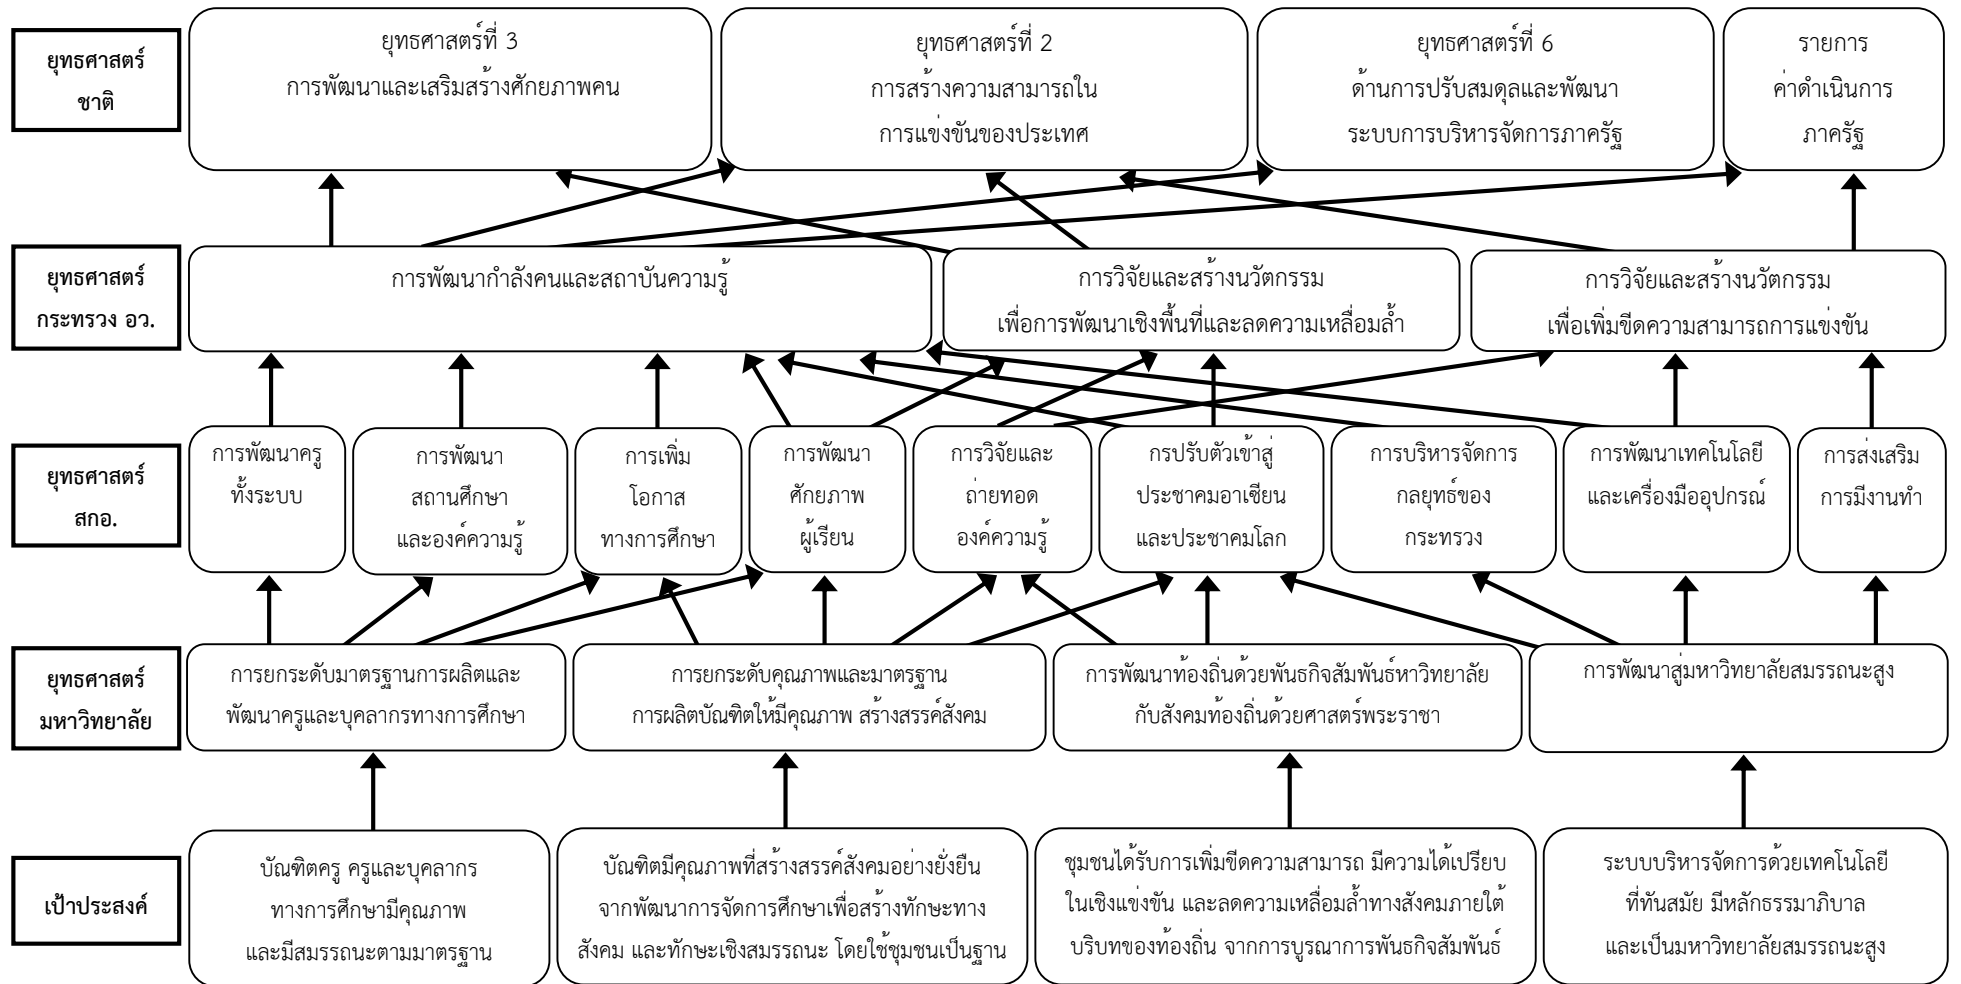 ยุทธศาสตร์
ชาติ
ยุทธศาสตร์ที่ 3
การพัฒนาและเสริมสร้างศักยภาพคน
ยุทธศาสตร์ที่ 2
การสร้างความสามารถใน
การแข่งขันของประเทศ
ยุทธศาสตร์ที่ 6
ด้านการปรับสมดุลและพัฒนา
ระบบการบริหารจัดการภาครัฐ
รายการ
ค่าดำเนินการ
ภาครัฐ
ยุทธศาสตร์
กระทรวง อว.
การพัฒนากำลังคนและสถาบันความรู้
การวิจัยและสร้างนวัตกรรม
เพื่อการพัฒนาเชิงพื้นที่และลดความเหลื่อมล้ำ
การวิจัยและสร้างนวัตกรรม
เพื่อเพิ่มขีดความสามารถการแข่งขัน
ยุทธศาสตร์
สกอ.
การพัฒนาครู
ทั้งระบบ
การพัฒนา
สถานศึกษา
และองค์ความรู้
การเพิ่ม
โอกาส
ทางการศึกษา
การพัฒนา
ศักยภาพ
ผู้เรียน
การวิจัยและ
ถ่ายทอด
องค์ความรู้
กรปรับตัวเข้าสู่
ประชาคมอาเซียน
และประชาคมโลก
การบริหารจัดการ
กลยุทธ์ของ
กระทรวง
การพัฒนาเทคโนโลยี
และเครื่องมืออุปกรณ์
การส่งเสริม
การมีงานทำ
ยุทธศาสตร์
มหาวิทยาลัย
การยกระดับมาตรฐานการผลิตและ
พัฒนาครูและบุคลากรทางการศึกษา
การยกระดับคุณภาพและมาตรฐาน
การผลิตบัณฑิตให้มีคุณภาพ สร้างสรรค์สังคม
การพัฒนาท้องถิ่นด้วยพันธกิจสัมพันธ์หาวิทยาลัย
กับสังคมท้องถิ่นด้วยศาสตร์พระราชา
การพัฒนาสู่มหาวิทยาลัยสมรรถนะสูง
เป้าประสงค์
บัณฑิตครู ครูและบุคลากร
ทางการศึกษามีคุณภาพ
และมีสมรรถนะตามมาตรฐาน
บัณฑิตมีคุณภาพที่สร้างสรรค์สังคมอย่างยั่งยืน
จากพัฒนาการจัดการศึกษาเพื่อสร้างทักษะทาง
สังคม และทักษะเชิงสมรรถนะ โดยใช้ชุมชนเป็นฐาน
ชุมชนได้รับการเพิ่มขีดความสามารถ มีความได้เปรียบ
ในเชิงแข่งขัน และลดความเหลื่อมล้ำทางสังคมภายใต้
บริบทของท้องถิ่น จากการบูรณาการพันธกิจสัมพันธ์
ระบบบริหารจัดการด้วยเทคโนโลยี
ที่ทันสมัย มีหลักธรรมาภิบาล
และเป็นมหาวิทยาลัยสมรรถนะสูง